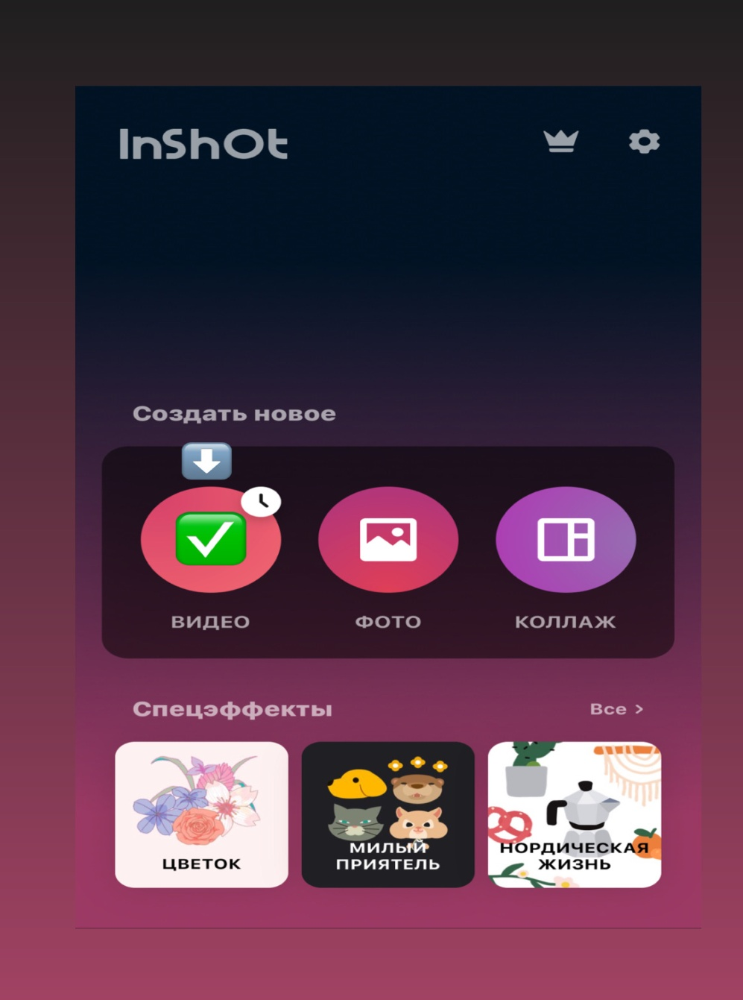 InShOt
Создать новое
ВИДЕО
ФОТО
КОЛЛАЖ
Спецэффекты
Все >
ЦВЕТОК
МИЛЫЙ
ПРИЯТЕЛЬ
НОРДИЧЕСКАЯ
ЖИЗНЬ